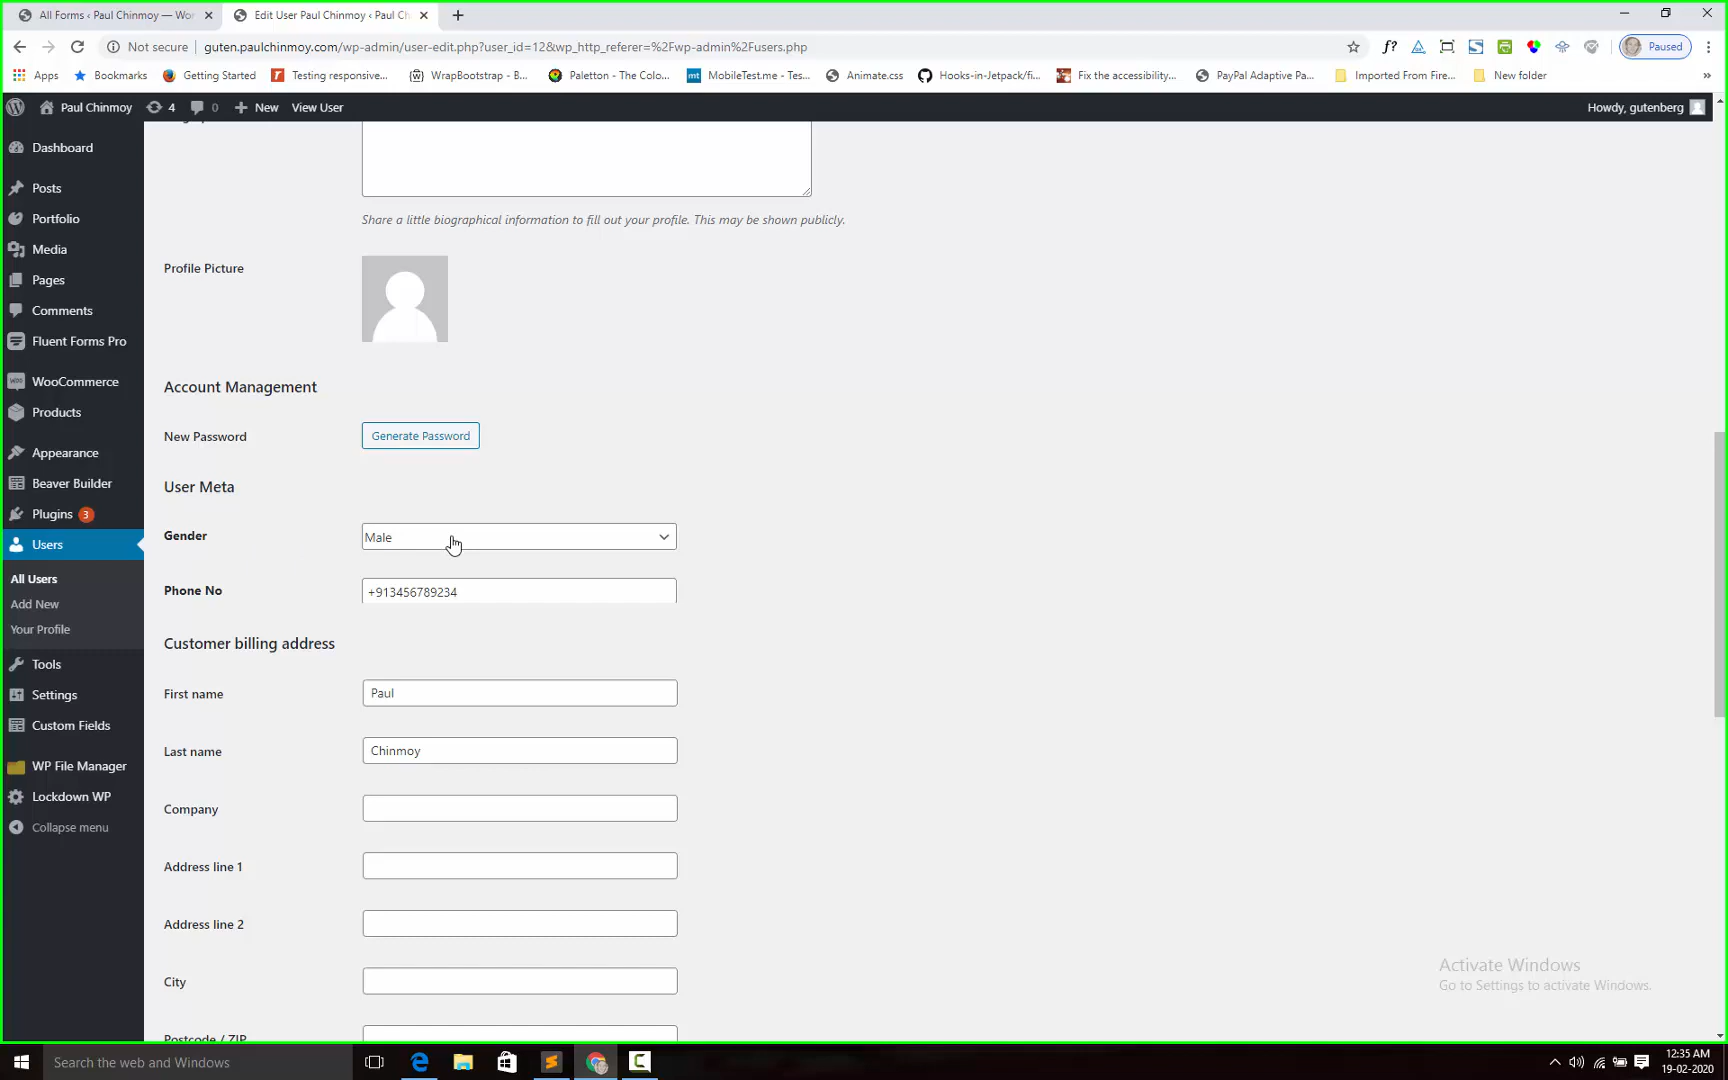 All Forms ‹ Paul Chinmoy — Wor
Edit User Paul Chinmoy ‹ Paul Ch
Not secure
guten.paulchinmoy.com/wp-admin/user-edit.php?user_id=12&wp_http_referer=%2Fwp-admin%2Fusers.php
f?
Paused
Apps
Bookmarks
Getting Started
Testing responsive...
WrapBootstrap - B...
Paletton - The Colo...
MobileTest.me - Tes...
Animate.css
Hooks-in-Jetpack/fi...
Fix the accessibility...
PayPal Adaptive Pa...
Imported From Fire...
New folder
»
Paul Chinmoy
4
0
New
View User
Howdy, gutenberg
Dashboard
Posts
Portfolio
Media
Pages
Comments
Fluent Forms Pro
WooCommerce
Products
Appearance
Beaver Builder
Plugins 3
Users
All Users
Add New
Your Profile
Tools
Settings
Custom Fields
WP File Manager
Lockdown WP
Collapse menu
Share a little biographical information to fill out your profile. This may be shown publicly.
Profile Picture
Account Management
New Password
Generate Password
User Meta
Gender
Male
Phone No
+913456789234
Customer billing address
First name
Paul
Last name
Chinmoy
Company
Address line 1
Address line 2
City
Postcode / ZIP
Activate Windows
Go to Settings to activate Windows.
Search the web and Windows
12:35 AM
19-02-2020